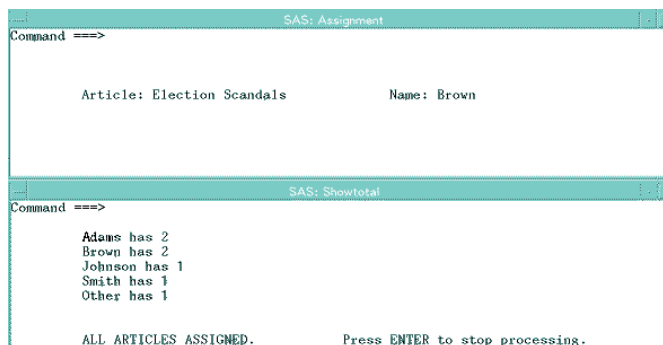 SAS: Assignment
Command ===>
Article: Election Scandals Name: Brown
SAS: Showtotal
Command ===>
Adams has 2
Brown has 2
Johnson has 1
Smith has 1
Other has 1
ALL ARTICLES ASSIGNED. Press ENTER to stop processing.